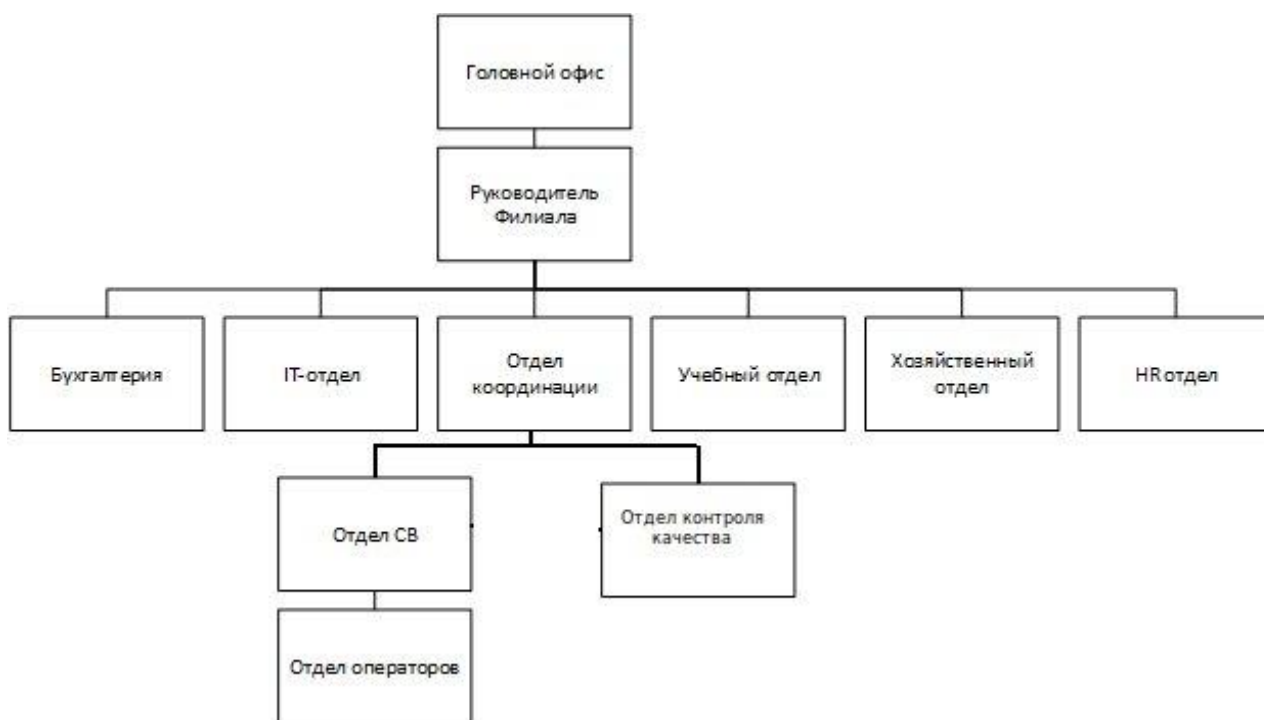 Головной офис
Руководитель
Филиала
Бухгалтерия
IT-отдел
Отдел
координации
Учебный отдел
Хозяйственный
отдел
HR отдел
Отдел СВ
Отдел контроля
качества
Отдел операторов